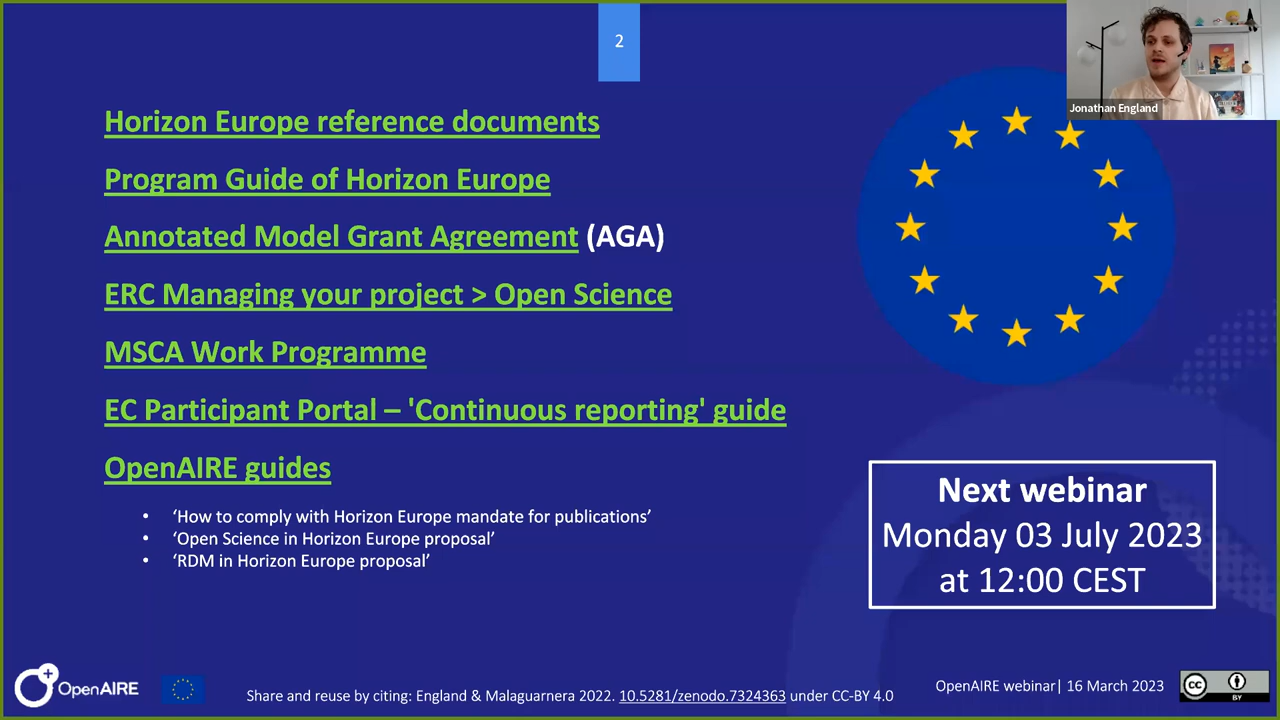 2
Jonathan England
Horizon Europe reference documents
Program Guide of Horizon Europe
Annotated Model Grant Agreement (AGA)
ERC Managing your project > Open Science
MSCA Work Programme
EC Participant Portal – 'Continuous reporting' guide
OpenAIRE guides
• ‘How to comply with Horizon Europe mandate for publications’
• ‘Open Science in Horizon Europe proposal’
• ‘RDM in Horizon Europe proposal’
Next webinar
Monday 03 July 2023
at 12:00 CEST
OpenAIRE
Share and reuse by citing: England & Malaguarnera 2022. 10.5281/zenodo.7324363 under CC-BY 4.0
OpenAIRE webinar| 16 March 2023
cc
BY